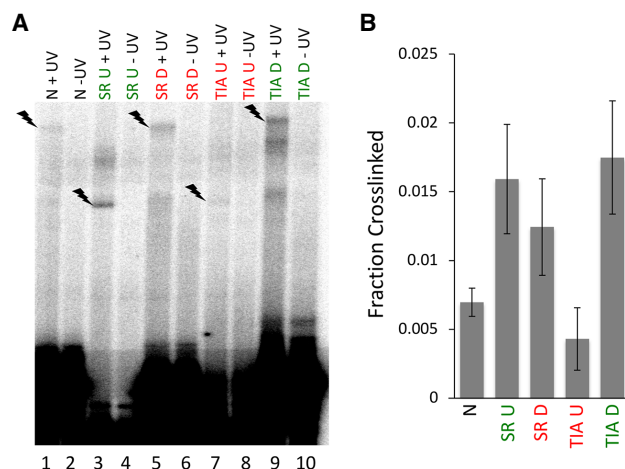 A
N + UV
N -UV
SR U + UV
SR U - UV
SR D + UV
SR D - UV
TIA U + UV
TIA U -UV
TIA D + UV
TIA D - UV
1 2 3 4 5 6 7 8 9 10
B
Fraction Crosslinked
0.025
0.02
0.015
0.01
0.005
0
N
SR U
SR D
TIA U
TIA D